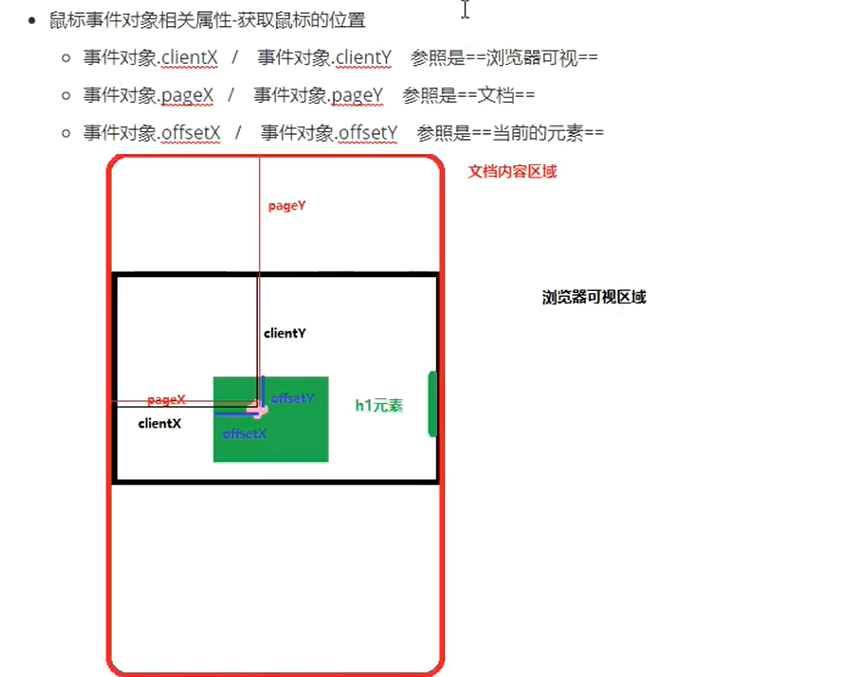 鼠标事件对象相关属性-获取鼠标的位置
事件对象.clientX / 事件对象.clientY 参照是==浏览器可视==
事件对象.pageX / 事件对象.pageY 参照是==文档==
事件对象.offsetX / 事件对象.offsetY 参照是==当前的元素==
文档内容区域
pageY
浏览器可视区域
clientY
pageX
offsetY
h1元素
clientX
offsetX